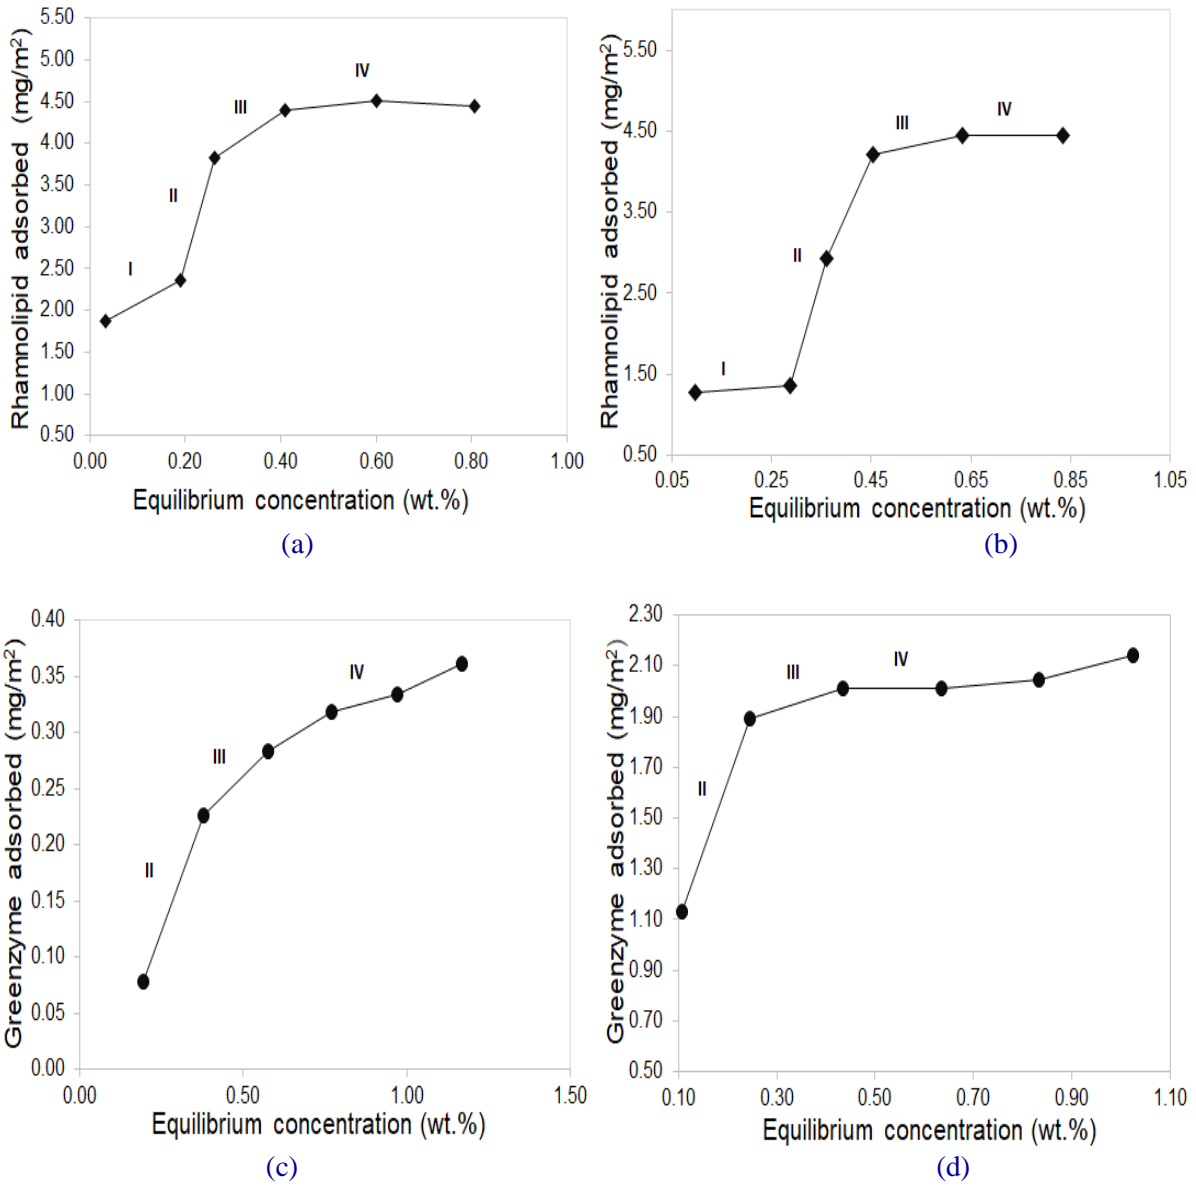 Rhamnolipid adsorbed (mg/m²)
5.50
5.00
4.50
4.00
3.50
3.00
2.50
2.00
1.50
1.00
0.50
I
II
III
IV
0.00 0.20 0.40 0.60 0.80 1.00
Equilibrium concentration (wt.%)
(a)
Rhamnolipid adsorbed (mg/m²)
5.50
4.50
3.50
2.50
1.50
0.50
I
II
III
IV
0.05 0.25 0.45 0.65 0.85 1.05
Equilibrium concentration (wt.%)
(b)
Greenzyme adsorbed (mg/m²)
0.40
0.35
0.30
0.25
0.20
0.15
0.10
0.05
0.00
II
III
IV
0.00 0.50 1.00 1.50
Equilibrium concentration (wt.%)
(c)
Greenzyme adsorbed (mg/m²)
2.30
2.10
1.90
1.70
1.50
1.30
1.10
0.90
0.70
0.50
II
III
IV
0.10 0.30 0.50 0.70 0.90 1.10
Equilibrium concentration (wt.%)
(d)